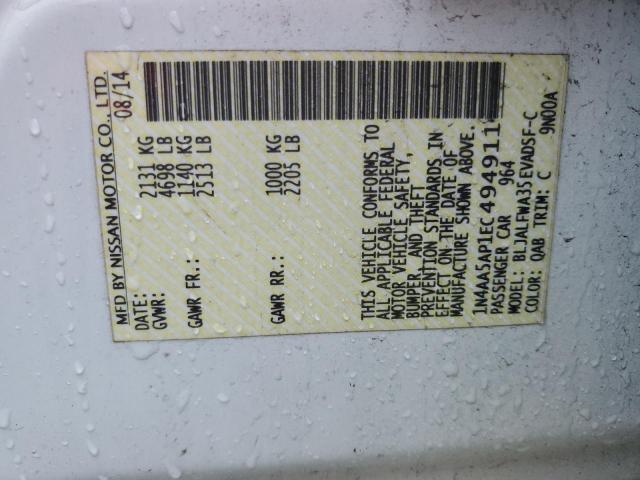 MFD BY NISSAN MOTOR CO., LTD.
DATE: 08/14
GVWR: 2131 KG
4698 LB
GAWR FR.: 1140 KG
2513 LB
GAWR RR.: 1000 KG
2205 LB
THIS VEHICLE CONFORMS TO
ALL APPLICABLE FEDERAL
MOTOR VEHICLE SAFETY,
BUMPER, AND THEFT
PREVENTION STANDARDS IN
EFFECT ON THE DATE OF
MANUFACTURE SHOWN ABOVE.
1N4AA5AP1EC494911
PASSENGER CAR 964
MODEL: BLJALFWA35EVADSF-C
COLOR: QAB TRIM: C 9N00A